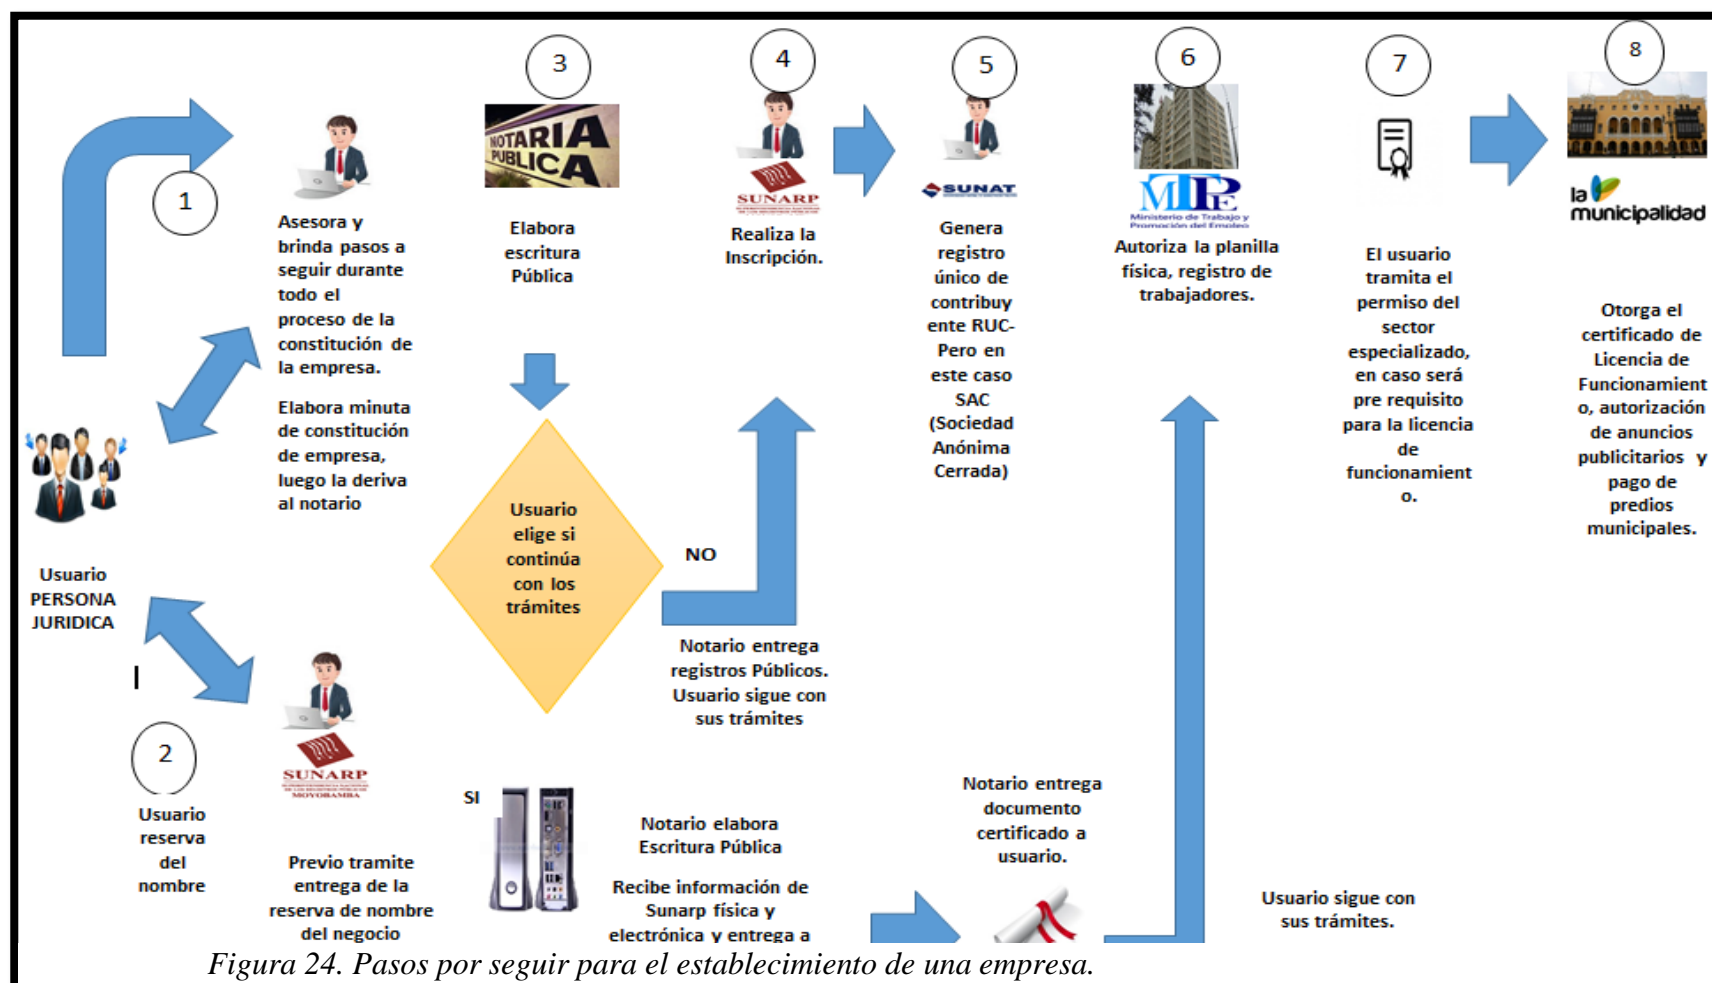 1
Asesora y
brinda pasos a
seguir durante
todo el
proceso de la
constitución de
la empresa.
Elabora minuta
de constitución
de empresa,
luego la deriva
al notario
Usuario
PERSONA
JURIDICA
2
Usuario
reserva
del
nombre
SUNARP
MOYOBAMBA
Previo tramite
entrega de la
reserva de nombre
del negocio
3
NOTARIA
PUBLICA
Elabora
escritura
Pública
Usuario
elige si
continúa
con los
trámites
NO
Notario entrega
registros Públicos.
Usuario sigue con
sus trámites
SI
Notario elabora
Escritura Pública
Recibe información de
Sunarp física y
electrónica y entrega a
4
SUNARP
SUPERINTENDENCIA NACIONAL
DE LOS REGISTROS PÚBLICOS
Realiza la
Inscripción.
5
SUNAT
Genera
registro
único de
contribuy
ente RUC-
Pero en
este caso
SAC
(Sociedad
Anónima
Cerrada)
Notario entrega
documento
certificado a
usuario.
6
MTPE
Ministerio de Trabajo y
Promoción del Empleo
Autoriza la planilla
física, registro de
trabajadores.
Usuario sigue con
sus trámites.
7
El usuario
tramita el
permiso del
sector
especializado,
en caso será
pre requisito
para la licencia
de
funcionamient
o.
8
la
municipalidad
Otorga el
certificado de
Licencia de
Funcionamient
o, autorización
de anuncios
publicitarios y
pago de
predios
municipales.
Figura 24. Pasos por seguir para el establecimiento de una empresa.